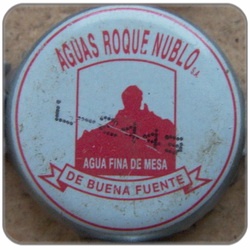 AGUAS ROQUE NUBLO S.A.
AGUA FINA DE MESA
DE BUENA FUENTE